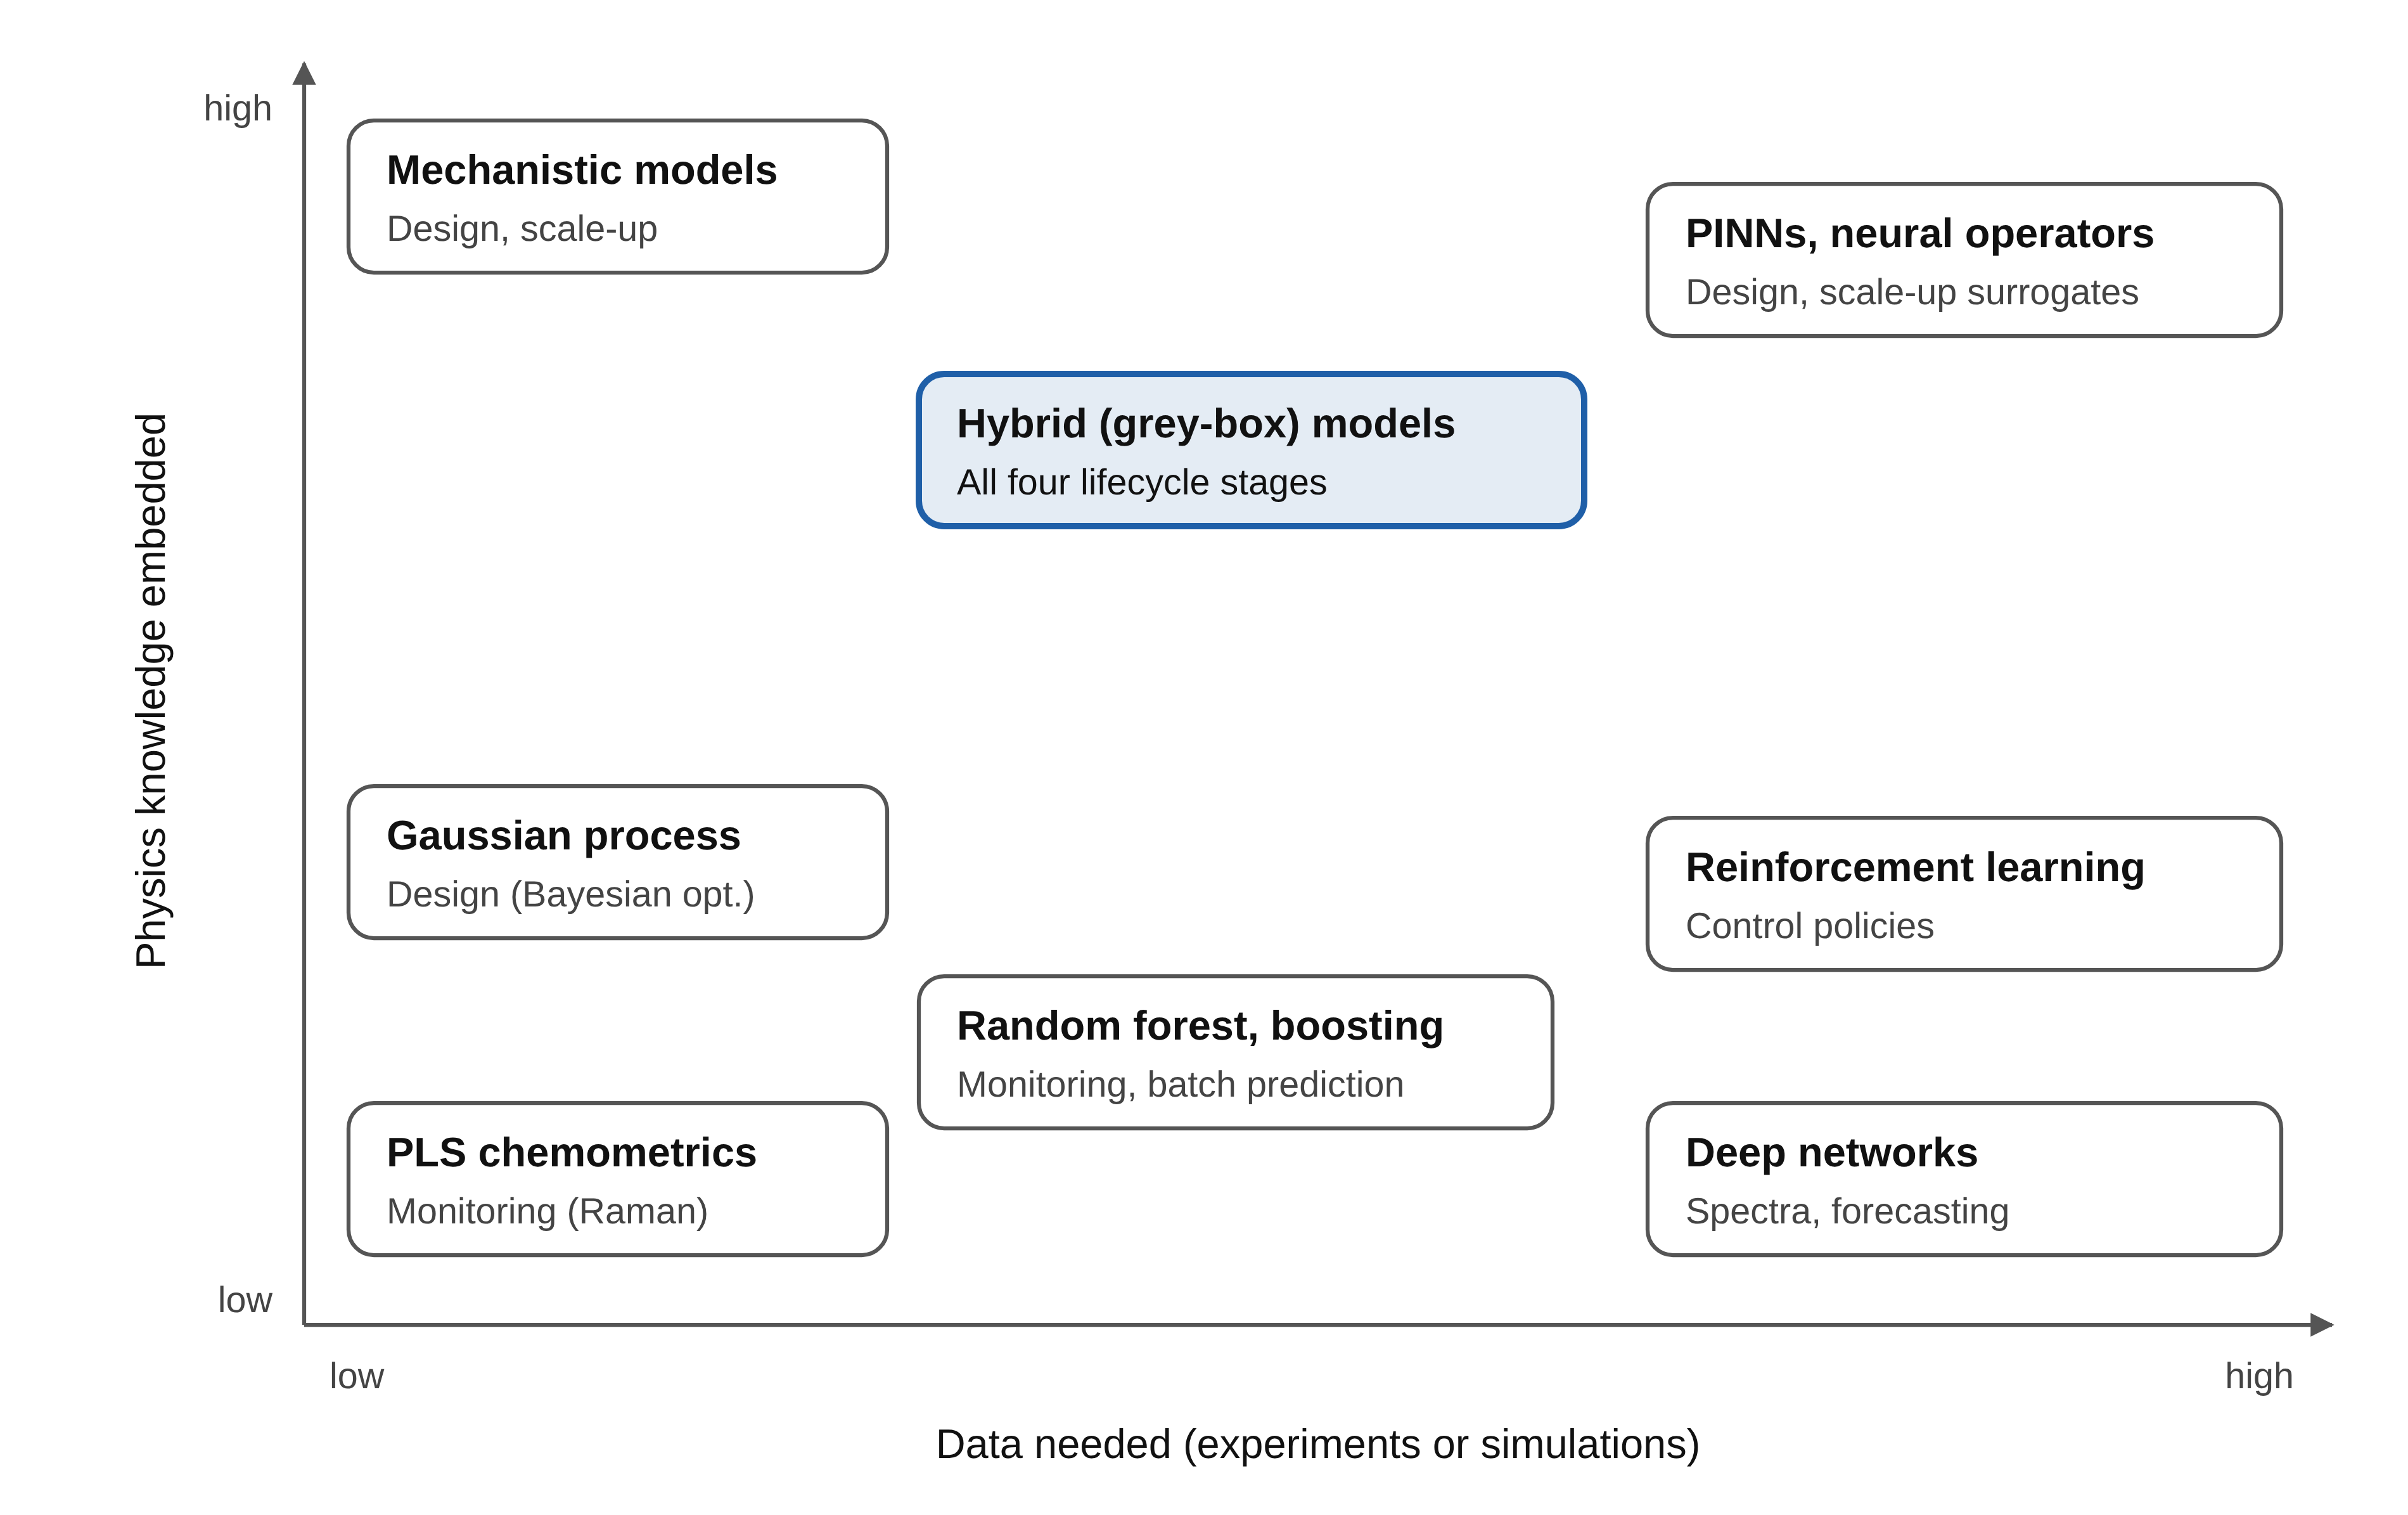 high
Mechanistic models
Design, scale-up
PINNs, neural operators
Design, scale-up surrogates
Hybrid (grey-box) models
All four lifecycle stages
Physics knowledge embedded
Gaussian process
Design (Bayesian opt.)
Reinforcement learning
Control policies
Random forest, boosting
Monitoring, batch prediction
PLS chemometrics
Monitoring (Raman)
Deep networks
Spectra, forecasting
low
low
high
Data needed (experiments or simulations)